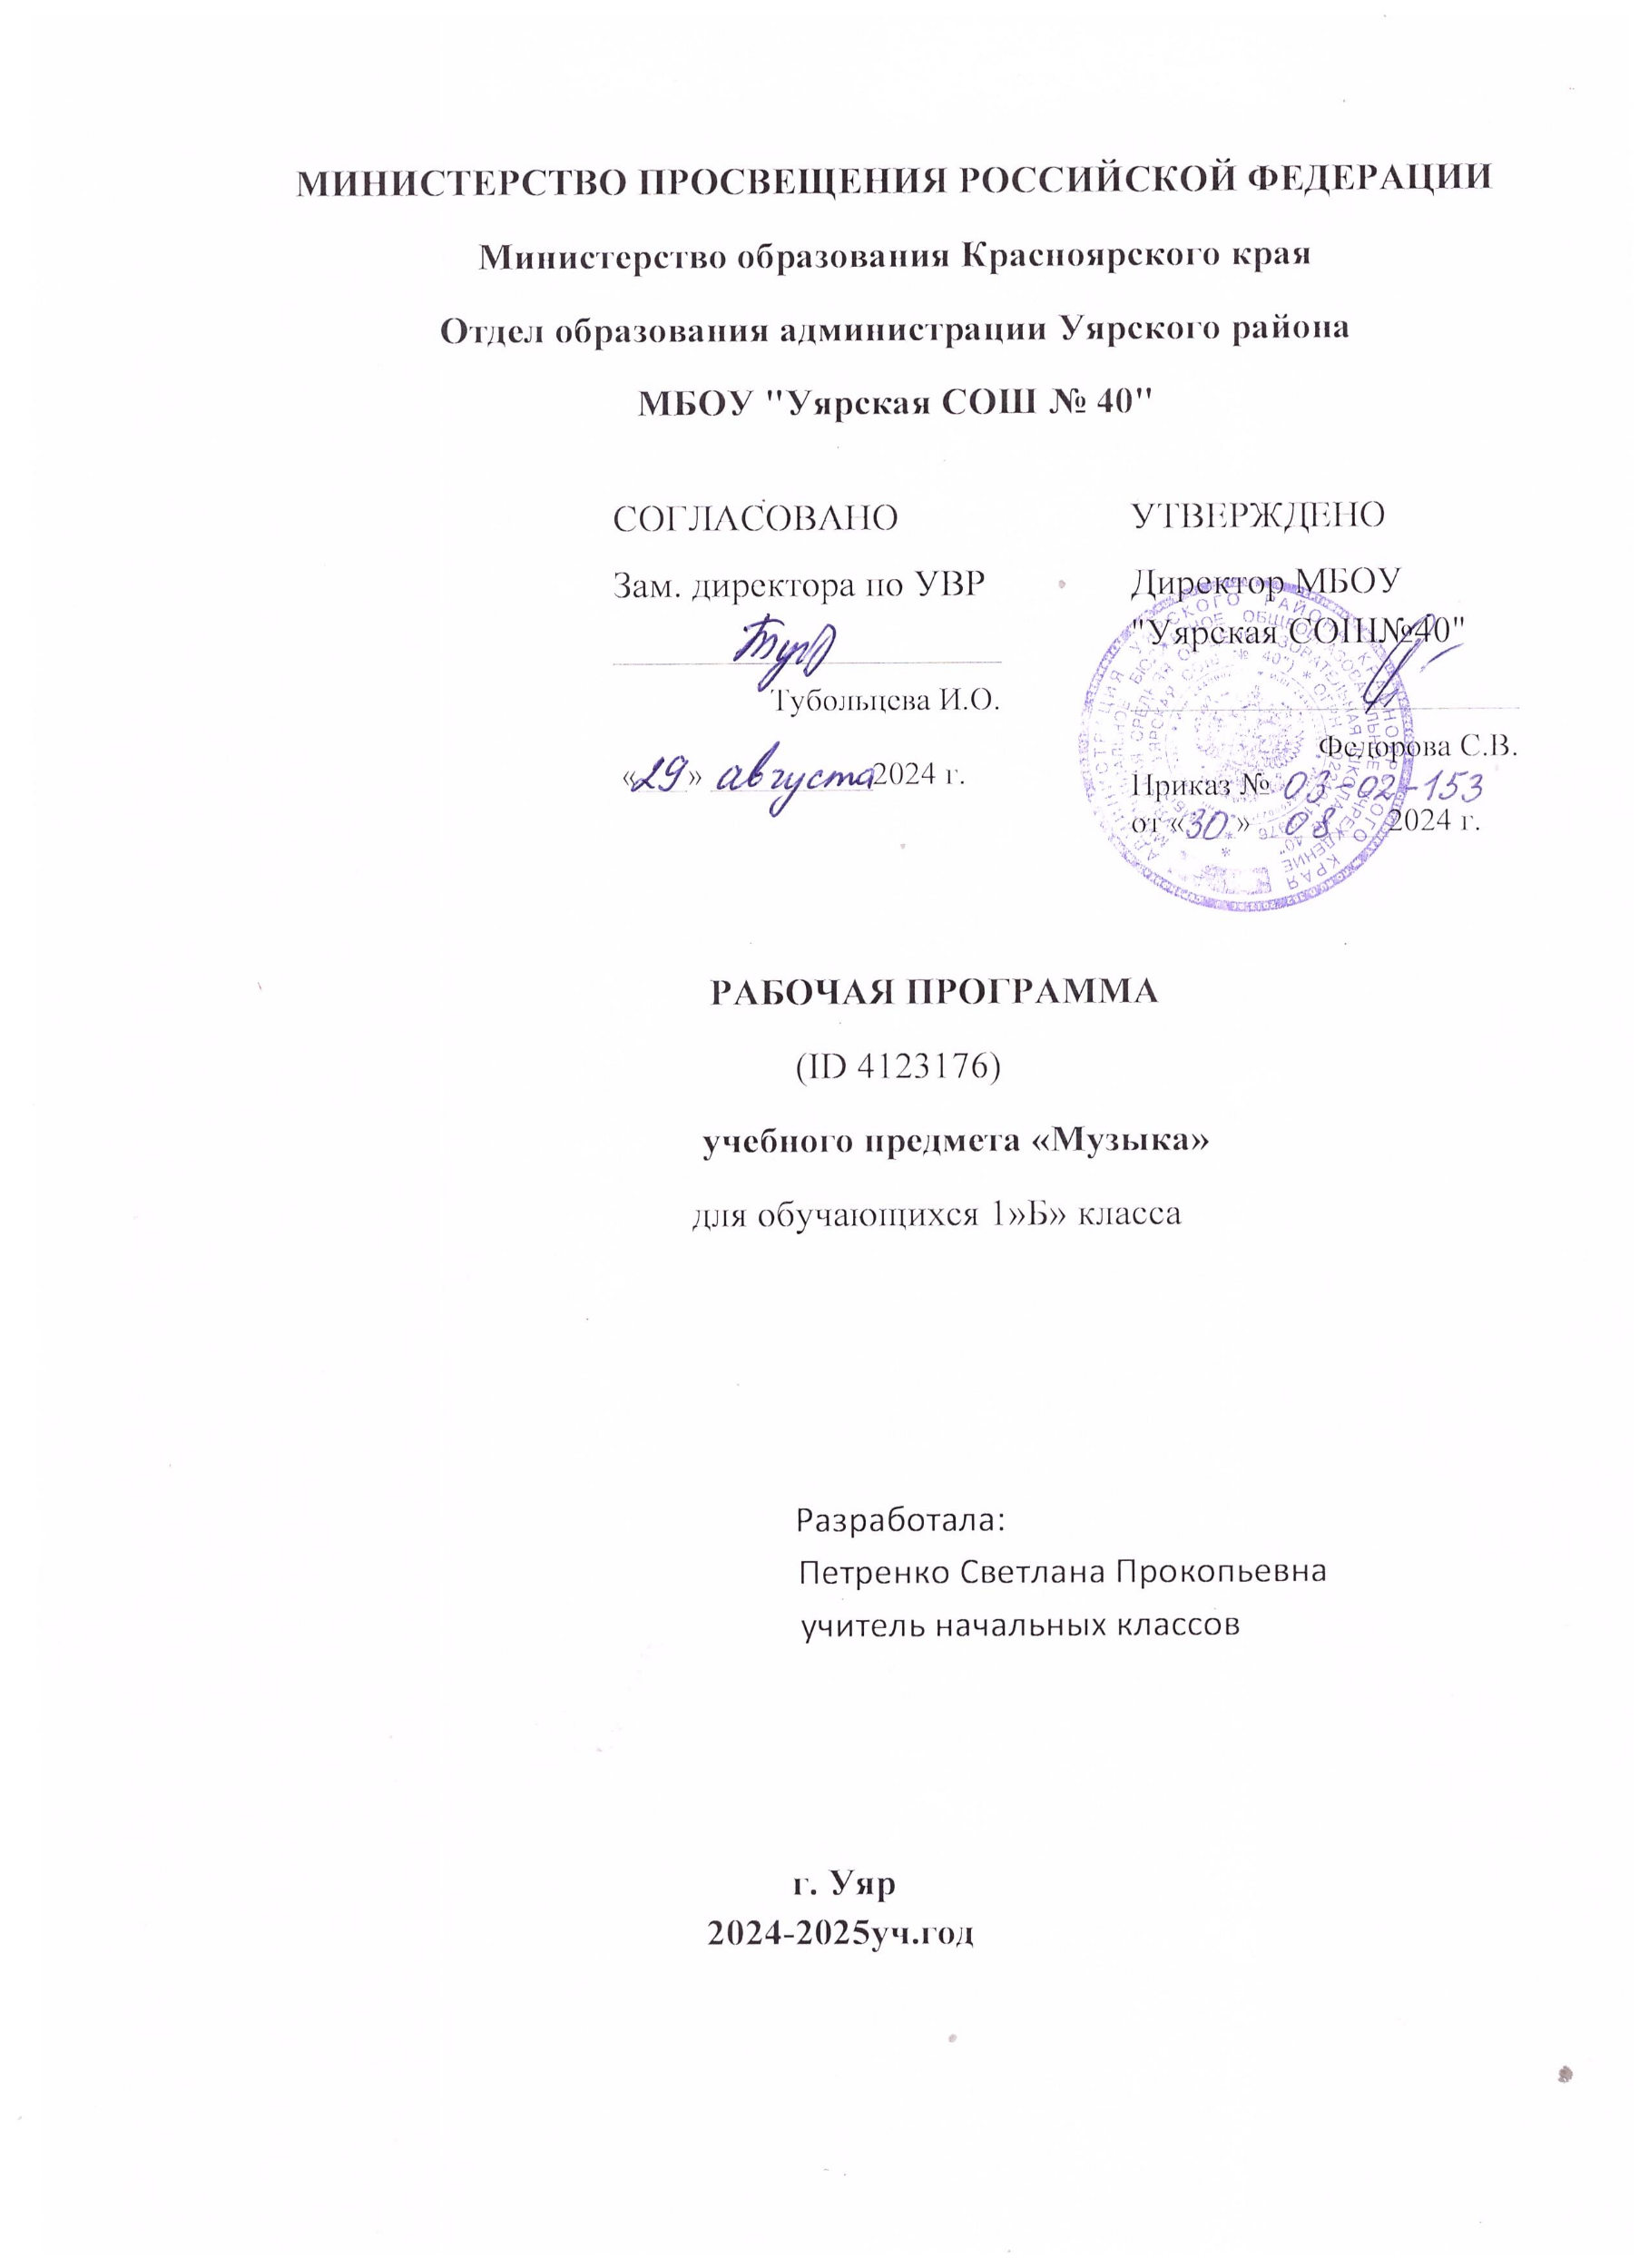 МИНИСТЕРСТВО ПРОСВЕЩЕНИЯ РОССИЙСКОЙ ФЕДЕРАЦИИ
Министерство образования Красноярского края
Отдел образования администрации Уярского района
МБОУ "Уярская СОШ № 40"
СОГЛАСОВАНО
Зам. директора по УВР
Тубольцева И.О.
«29» августа 2024 г.
УТВЕРЖДЕНО
Директор МБОУ
"Уярская СОШ№40"
Федорова С.В.
Приказ № 03-02-153
от «30» 08 2024 г.
РАБОЧАЯ ПРОГРАММА
(ID 4123176)
учебного предмета «Музыка»
для обучающихся 1»Б» класса
Разработала:
Петренко Светлана Прокопьевна
учитель начальных классов
г. Уяр
2024-2025уч.год